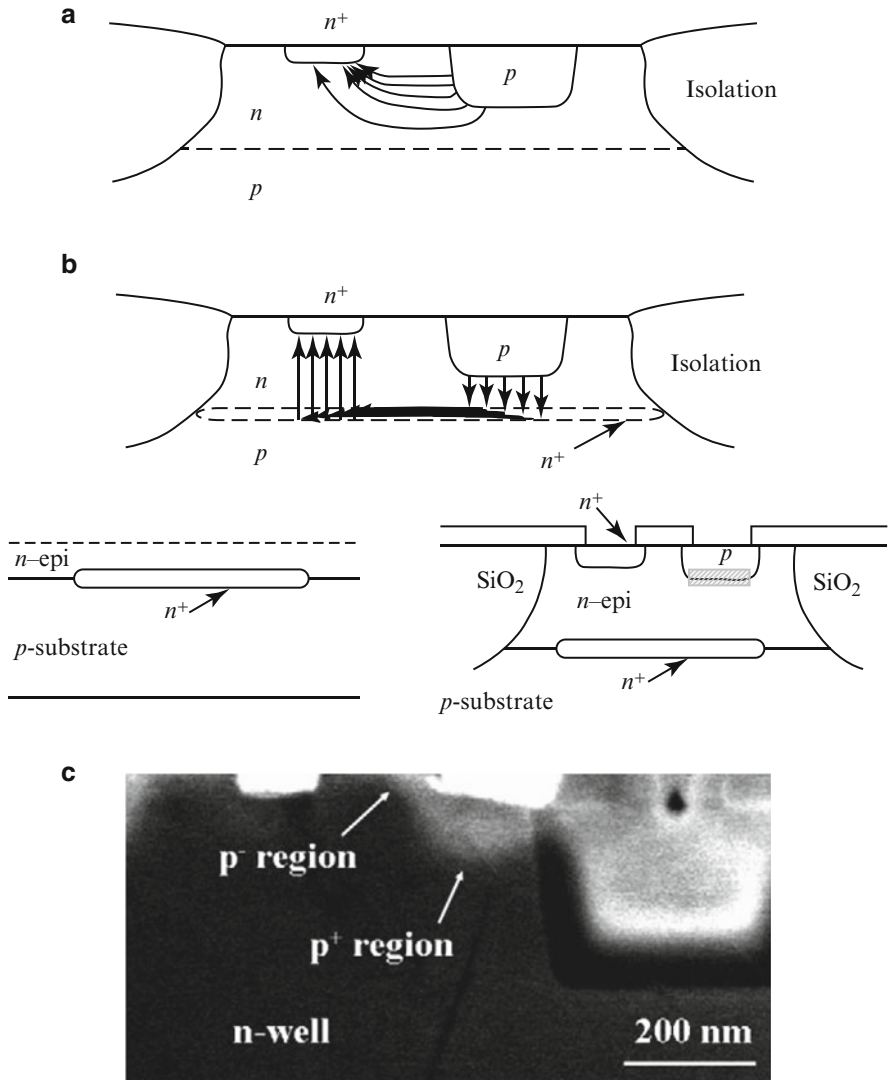 a
n+
p
n
Isolation
p
b
n+
p
n
Isolation
p
n+
n–epi
n+
p-substrate
n+
p
SiO2
n–epi
SiO2
n+
p-substrate
c
p- region
p+ region
n-well
200 nm